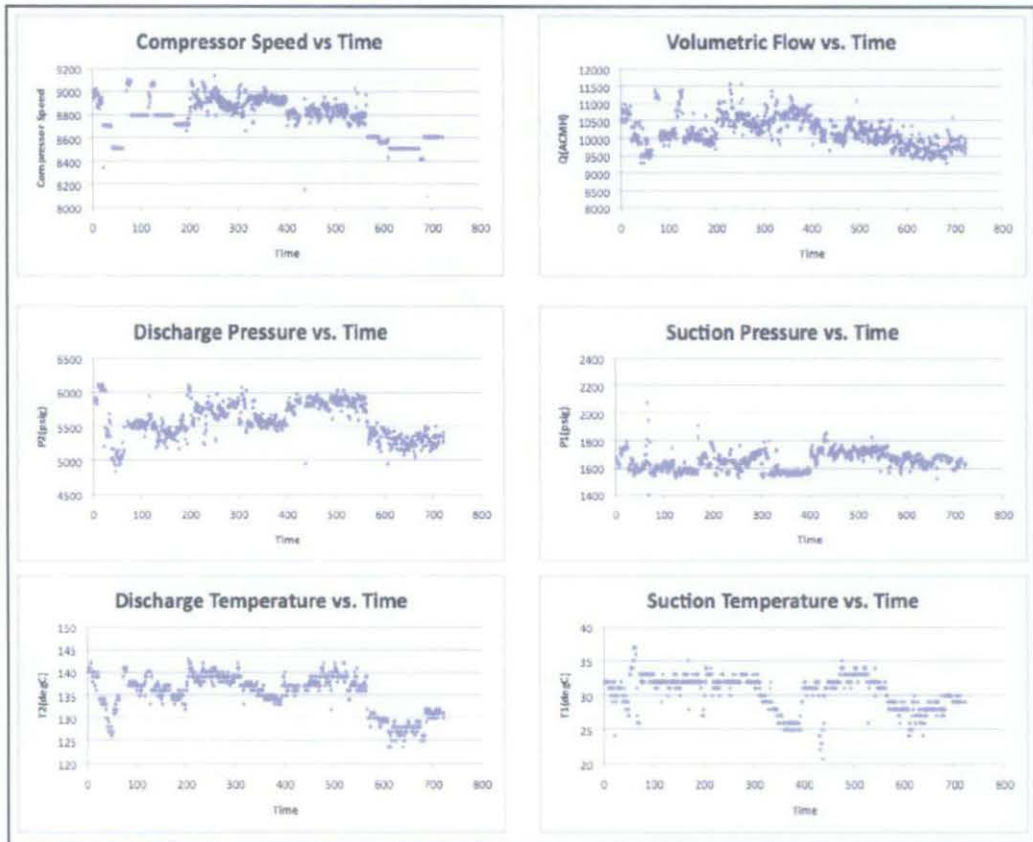 Compressor Speed vs Time
9200
9000
8800
8600
8400
8200
8000
Compressor Speed
0 100 200 300 400 500 600 700 800
Time
Volumetric Flow vs. Time
12000
11500
11000
10500
10000
9500
9000
8500
8000
Q(ACMH)
0 100 200 300 400 500 600 700 800
Time
Discharge Pressure vs. Time
6500
6000
5500
5000
4500
P2(psig)
0 100 200 300 400 500 600 700 800
Time
Suction Pressure vs. Time
2400
2200
2000
1800
1600
1400
P1(psig)
0 100 200 300 400 500 600 700 800
Time
Discharge Temperature vs. Time
150
145
140
135
130
125
120
T2(degC)
0 100 200 300 400 500 600 700 800
Time
Suction Temperature vs. Time
40
35
30
25
20
T1(degC)
0 100 200 300 400 500 600 700 800
Time